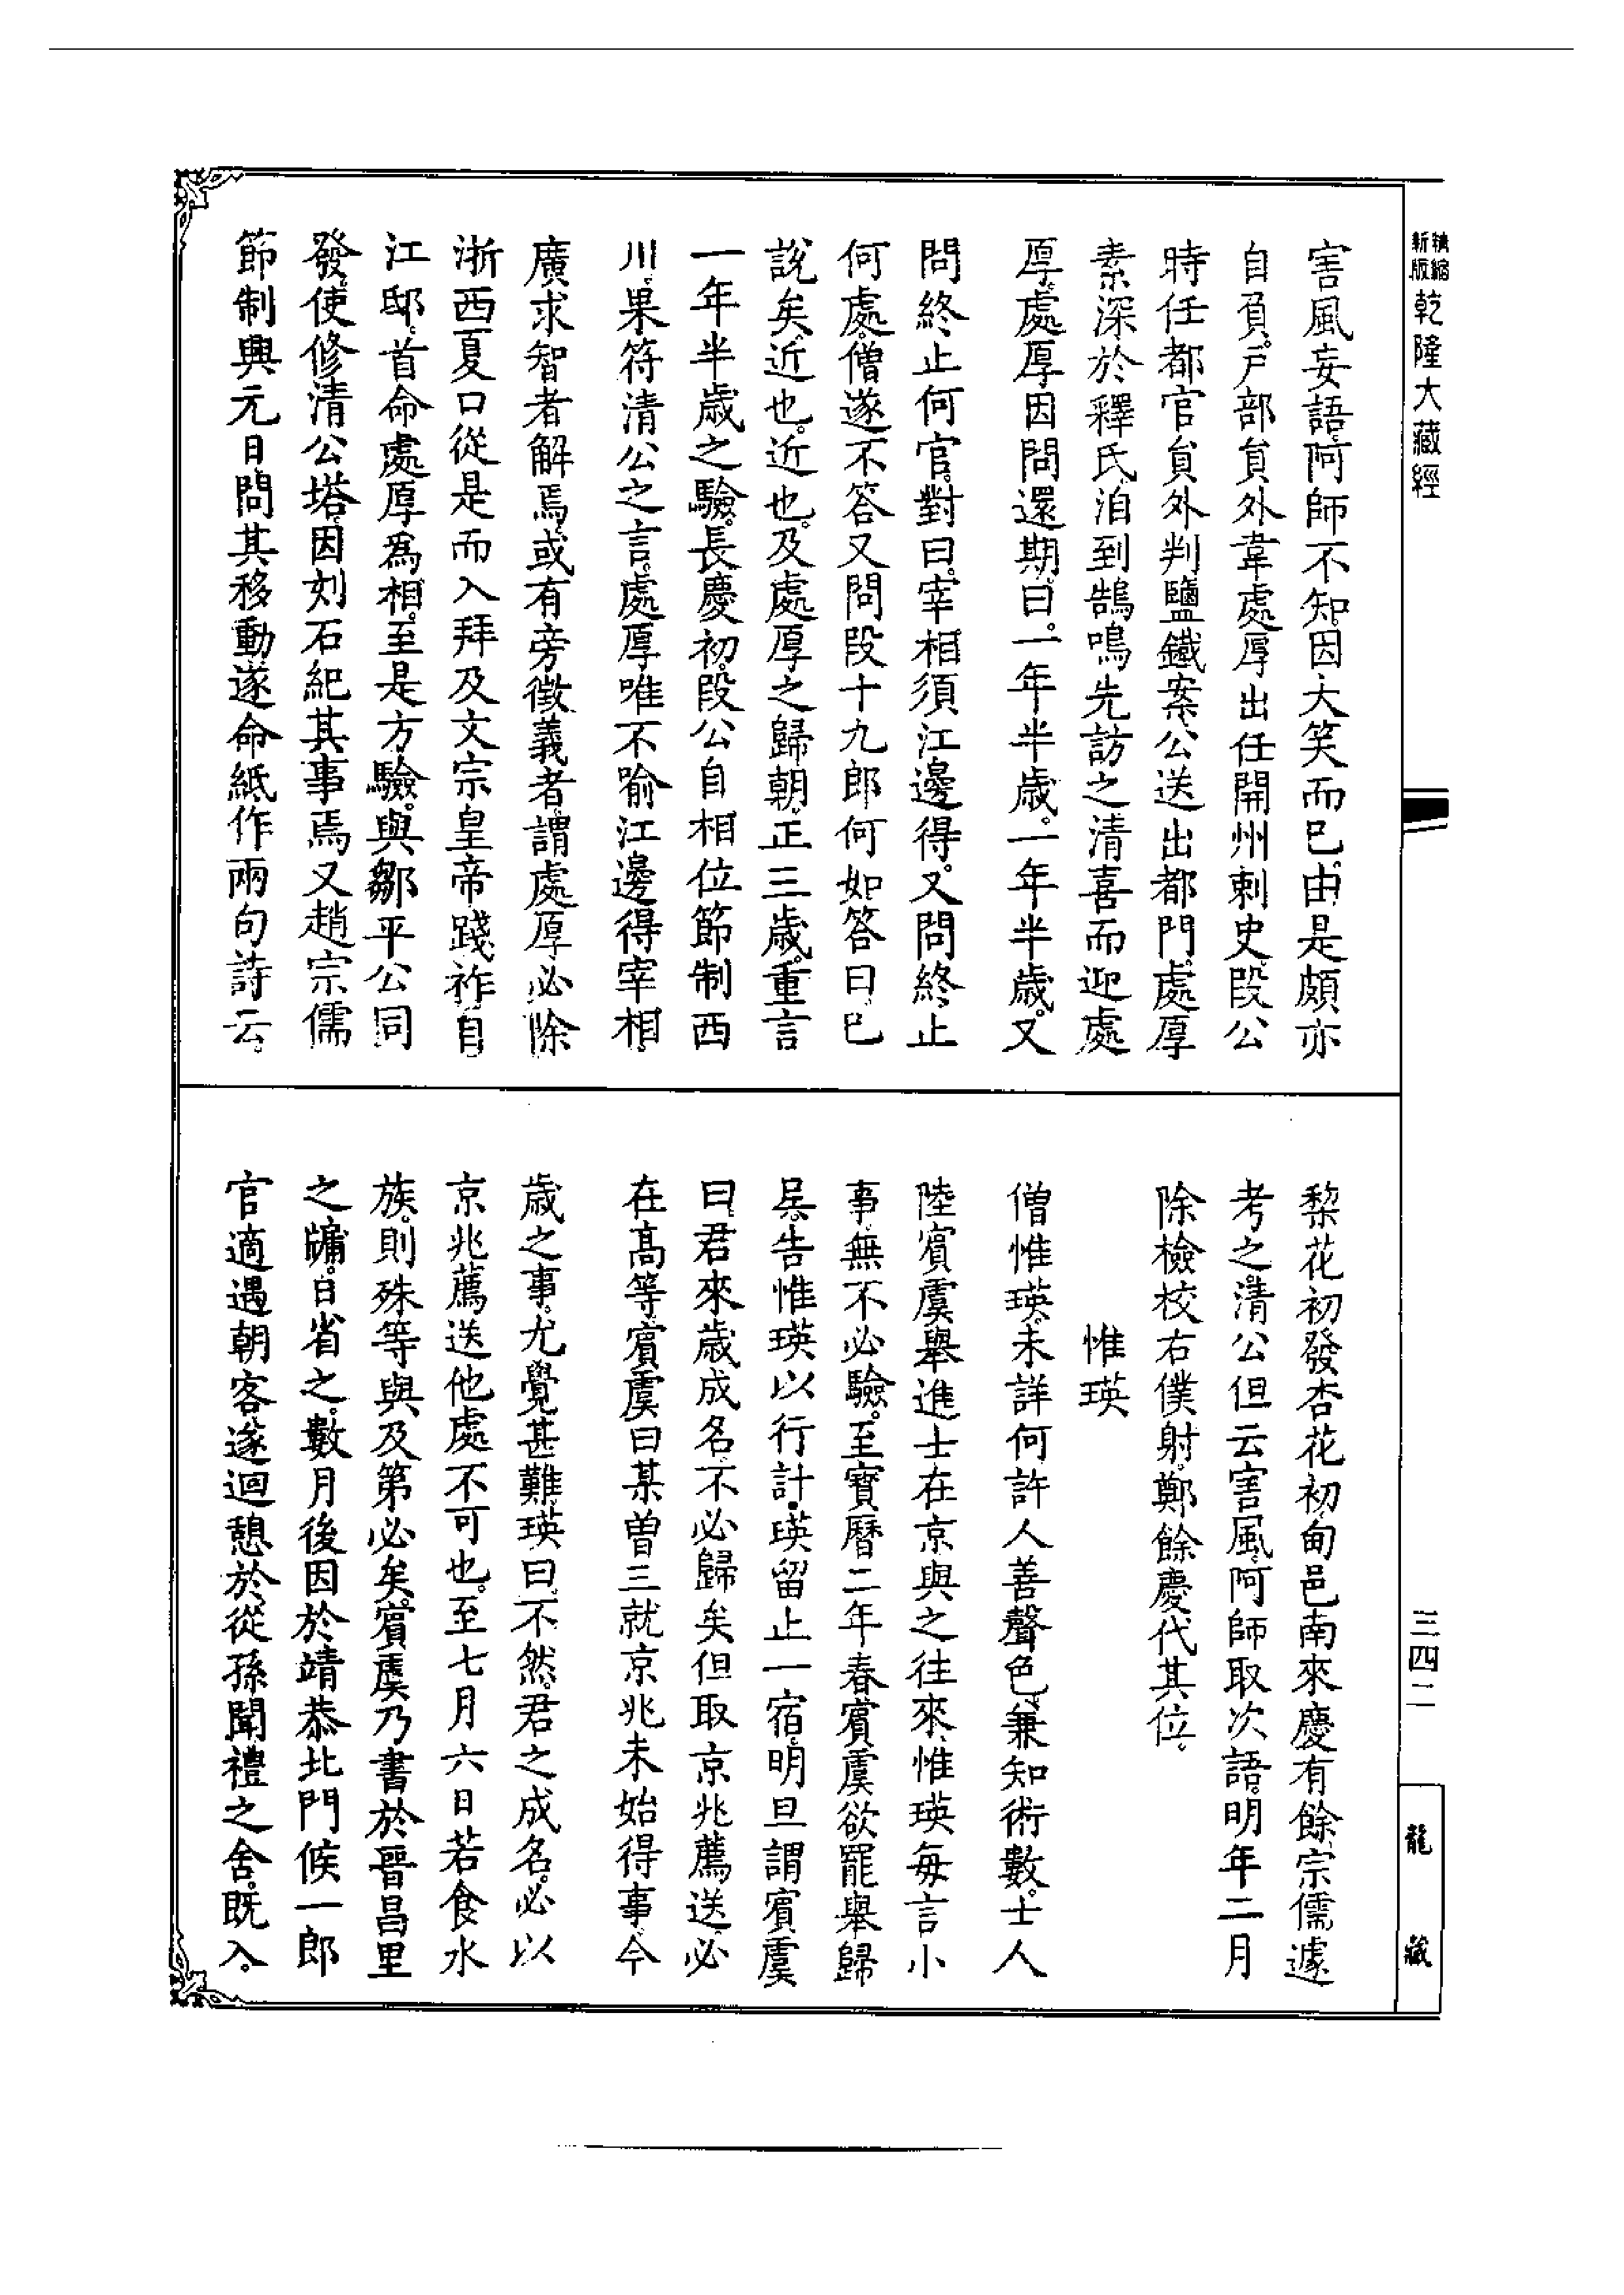 新版精縮乾隆大藏經
害風妄語阿師不知因大笑而已由是頗亦
自負。戶部貟外韋處厚出任開州刺史。段公
時任都官貟外判鹽鐵案公送出都門。處厚
素深於釋氏洎到鵠鳴先訪之清喜而迎處
厚。處厚因問還期。曰。一年半歲。一年半歲。又
問終止何官。對曰。宰相須江邊得。又問終止
何處。僧遂不答又問段十九郎何如答曰已
說矣。近也。近也。及處厚之歸朝。正三歲。重言
一年半歲之驗。長慶初。段公自相位節制西
川。果符清公之言。處厚唯不喻江邊得宰相。
廣求智者解焉。或有旁徵義者。謂處厚必除
浙西夏口從是而入拜及文宗皇帝踐祚自
江邸。首命處厚為相。至是方驗。與鄒平公同
發。使修清公塔。因刻石紀其事焉又趙宗儒
節制興元日。問其移動遂命紙作兩句詩云。
棃花初發杏花初甸邑南來慶有餘宗儒遽
考之。清公但云害風。阿師取次語。明年二月
除檢校右僕射。鄭餘慶代其位。
惟瑛
僧惟瑛。未詳何許人善聲色兼知術數。士人
陸賓虞舉進士在京與之往來惟瑛每言小
事無不必驗。至寳曆二年春賓虞欲罷舉歸
吳。告惟瑛以行計。瑛留止一宿。明旦謂賓虞
曰。君來歲成名。不必歸矣但取京兆薦送必
在高等。賓虞曰某曾三就京兆未始得事今
歲之事。尤覺甚難。瑛曰。不然。君之成名。必以
京兆薦送他處不可也。至七月六日若食水
族。則殊等與及第必矣。賓虞乃書於晉昌里
之牖。日省之。數月後因於靖恭北門候一郎
官適遇朝客遂迴憩於從孫聞禮之舍。既入。
三四二
龍藏